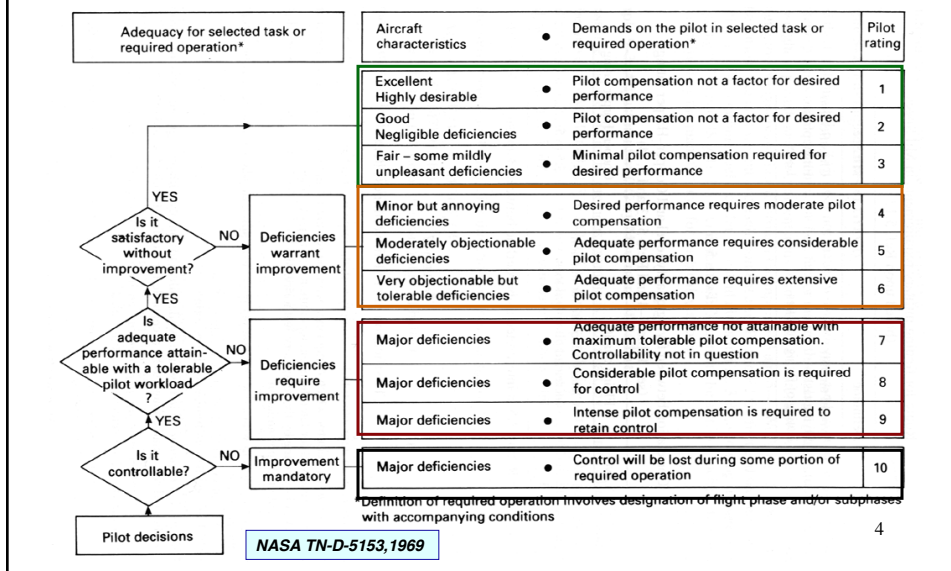 Adequacy for selected task or
required operation*
Aircraft
characteristics
● Demands on the pilot in selected task or
required operation*
Pilot
rating
Excellent
Highly desirable
● Pilot compensation not a factor for desired
performance
1
Good
Negligible deficiencies
● Pilot compensation not a factor for desired
performance
2
Fair – some mildly
unpleasant deficiencies
● Minimal pilot compensation required for
desired performance
3
YES
Is it
satisfactory
without
improvement?
NO
Deficiencies
warrant
improvement
Minor but annoying
deficiencies
● Desired performance requires moderate pilot
compensation
4
Moderately objectionable
deficiencies
● Adequate performance requires considerable
pilot compensation
5
Very objectionable but
tolerable deficiencies
● Adequate performance requires extensive
pilot compensation
6
YES
Is
adequate
performance attain-
able with a tolerable
pilot workload
?
NO
Deficiencies
require
improvement
Major deficiencies
● Adequate performance not attainable with
maximum tolerable pilot compensation.
Controllability not in question
7
Major deficiencies
● Considerable pilot compensation is required
for control
8
Major deficiencies
● Intense pilot compensation is required to
retain control
9
YES
Is it
controllable?
NO
Improvement
mandatory
Major deficiencies
● Control will be lost during some portion of
required operation
10
*Definition of required operation involves designation of flight phase and/or subphases
with accompanying conditions
Pilot decisions
NASA TN-D-5153,1969
4